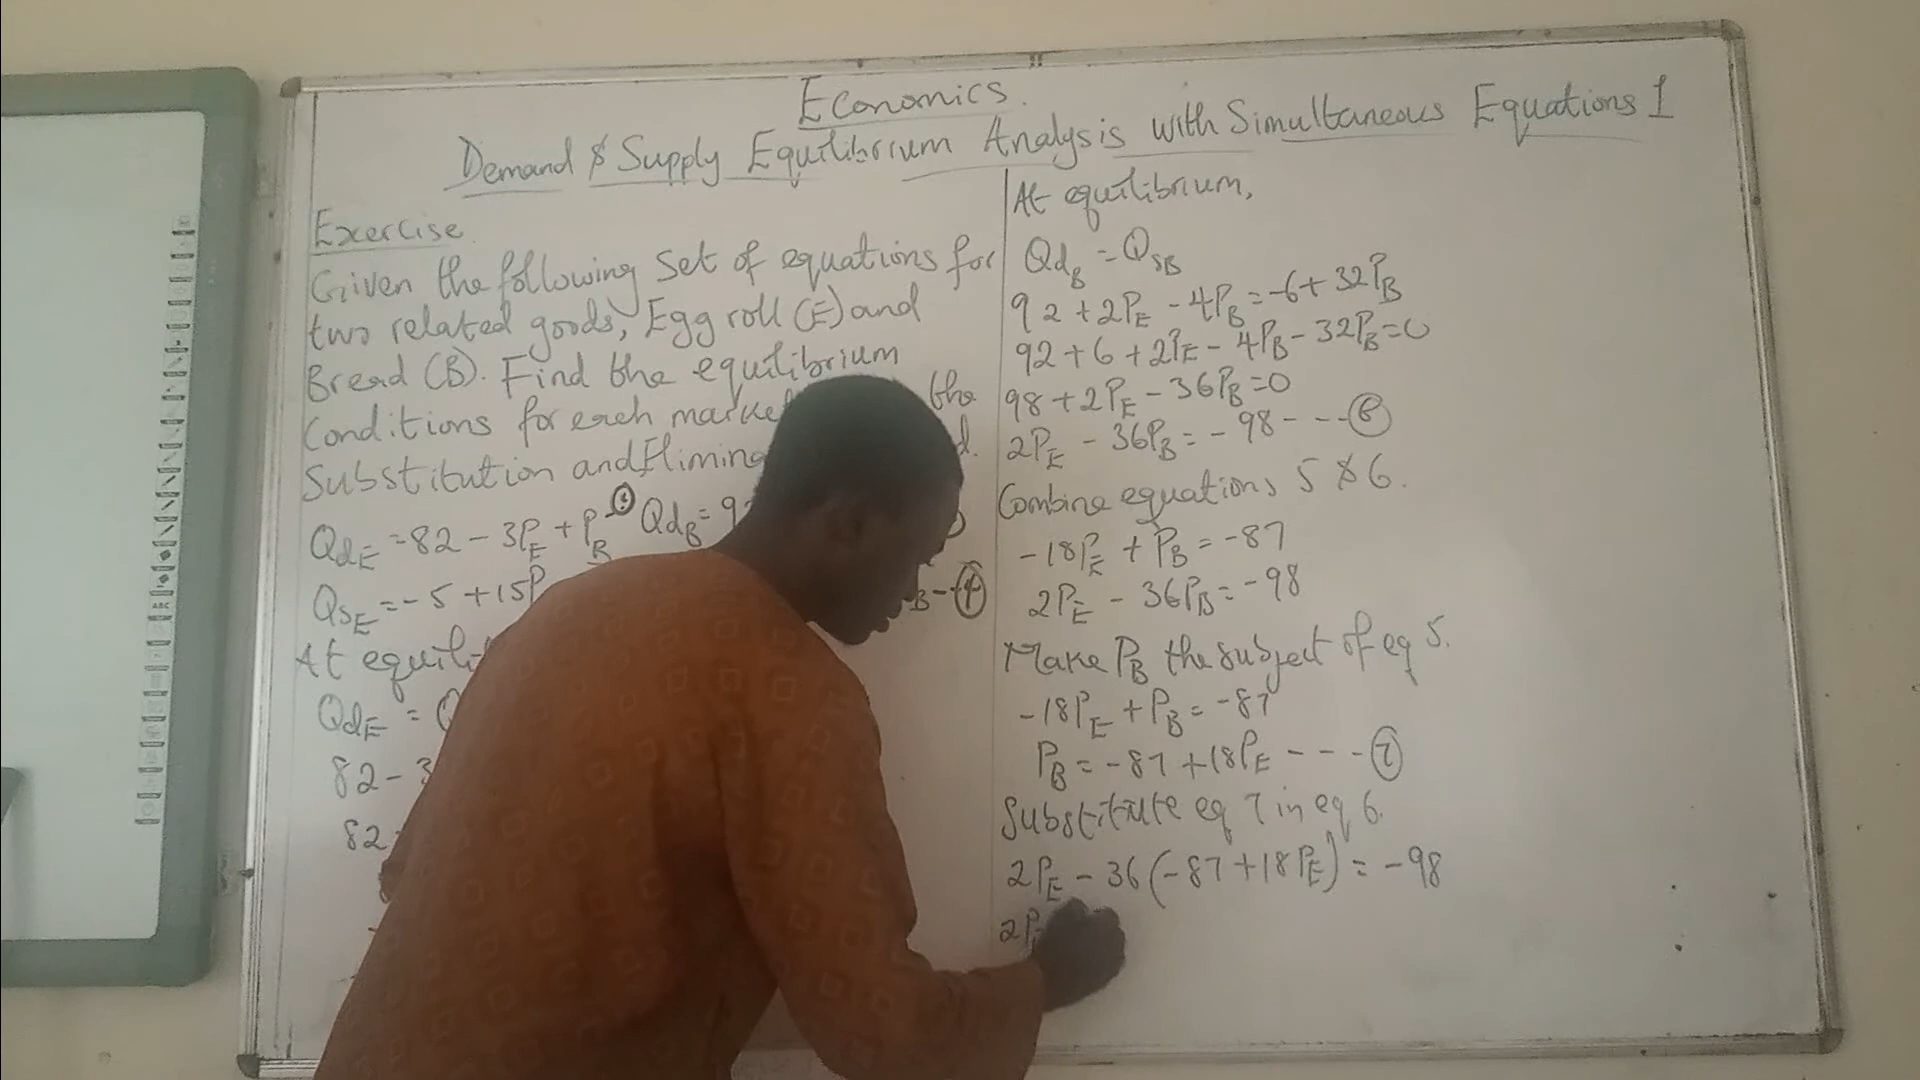 Economics.
Demand & Supply Equilibrium Analysis with Simultaneous Equations 1
Exercise
Given the following set of equations for
two related goods, Egg roll (E) and
Bread (B). Find the equilibrium
Conditions for each the
Substitution and
QdE = 82 - 3PE + PB QdB =
QsE = -5 + 15P B - - ④
At
QdE =
82 - 3
82
At equilibrium,
QdB = QSB
92 + 2PE - 4PB = -6 + 32PB
92 + 6 + 2PE - 4PB - 32PB = 0
98 + 2PE - 36PB = 0
2PE - 36PB = -98 - - - ⑥
Combine equations 5 & 6.
-18PE + PB = -87
2PE - 36PB = -98
Make PB the subject of eq 5.
-18PE + PB = -87
PB = -87 + 18PE - - - ⑦
Substitute eq 7 in eq 6.
2PE - 36(-87 + 18PE) = -98
2P